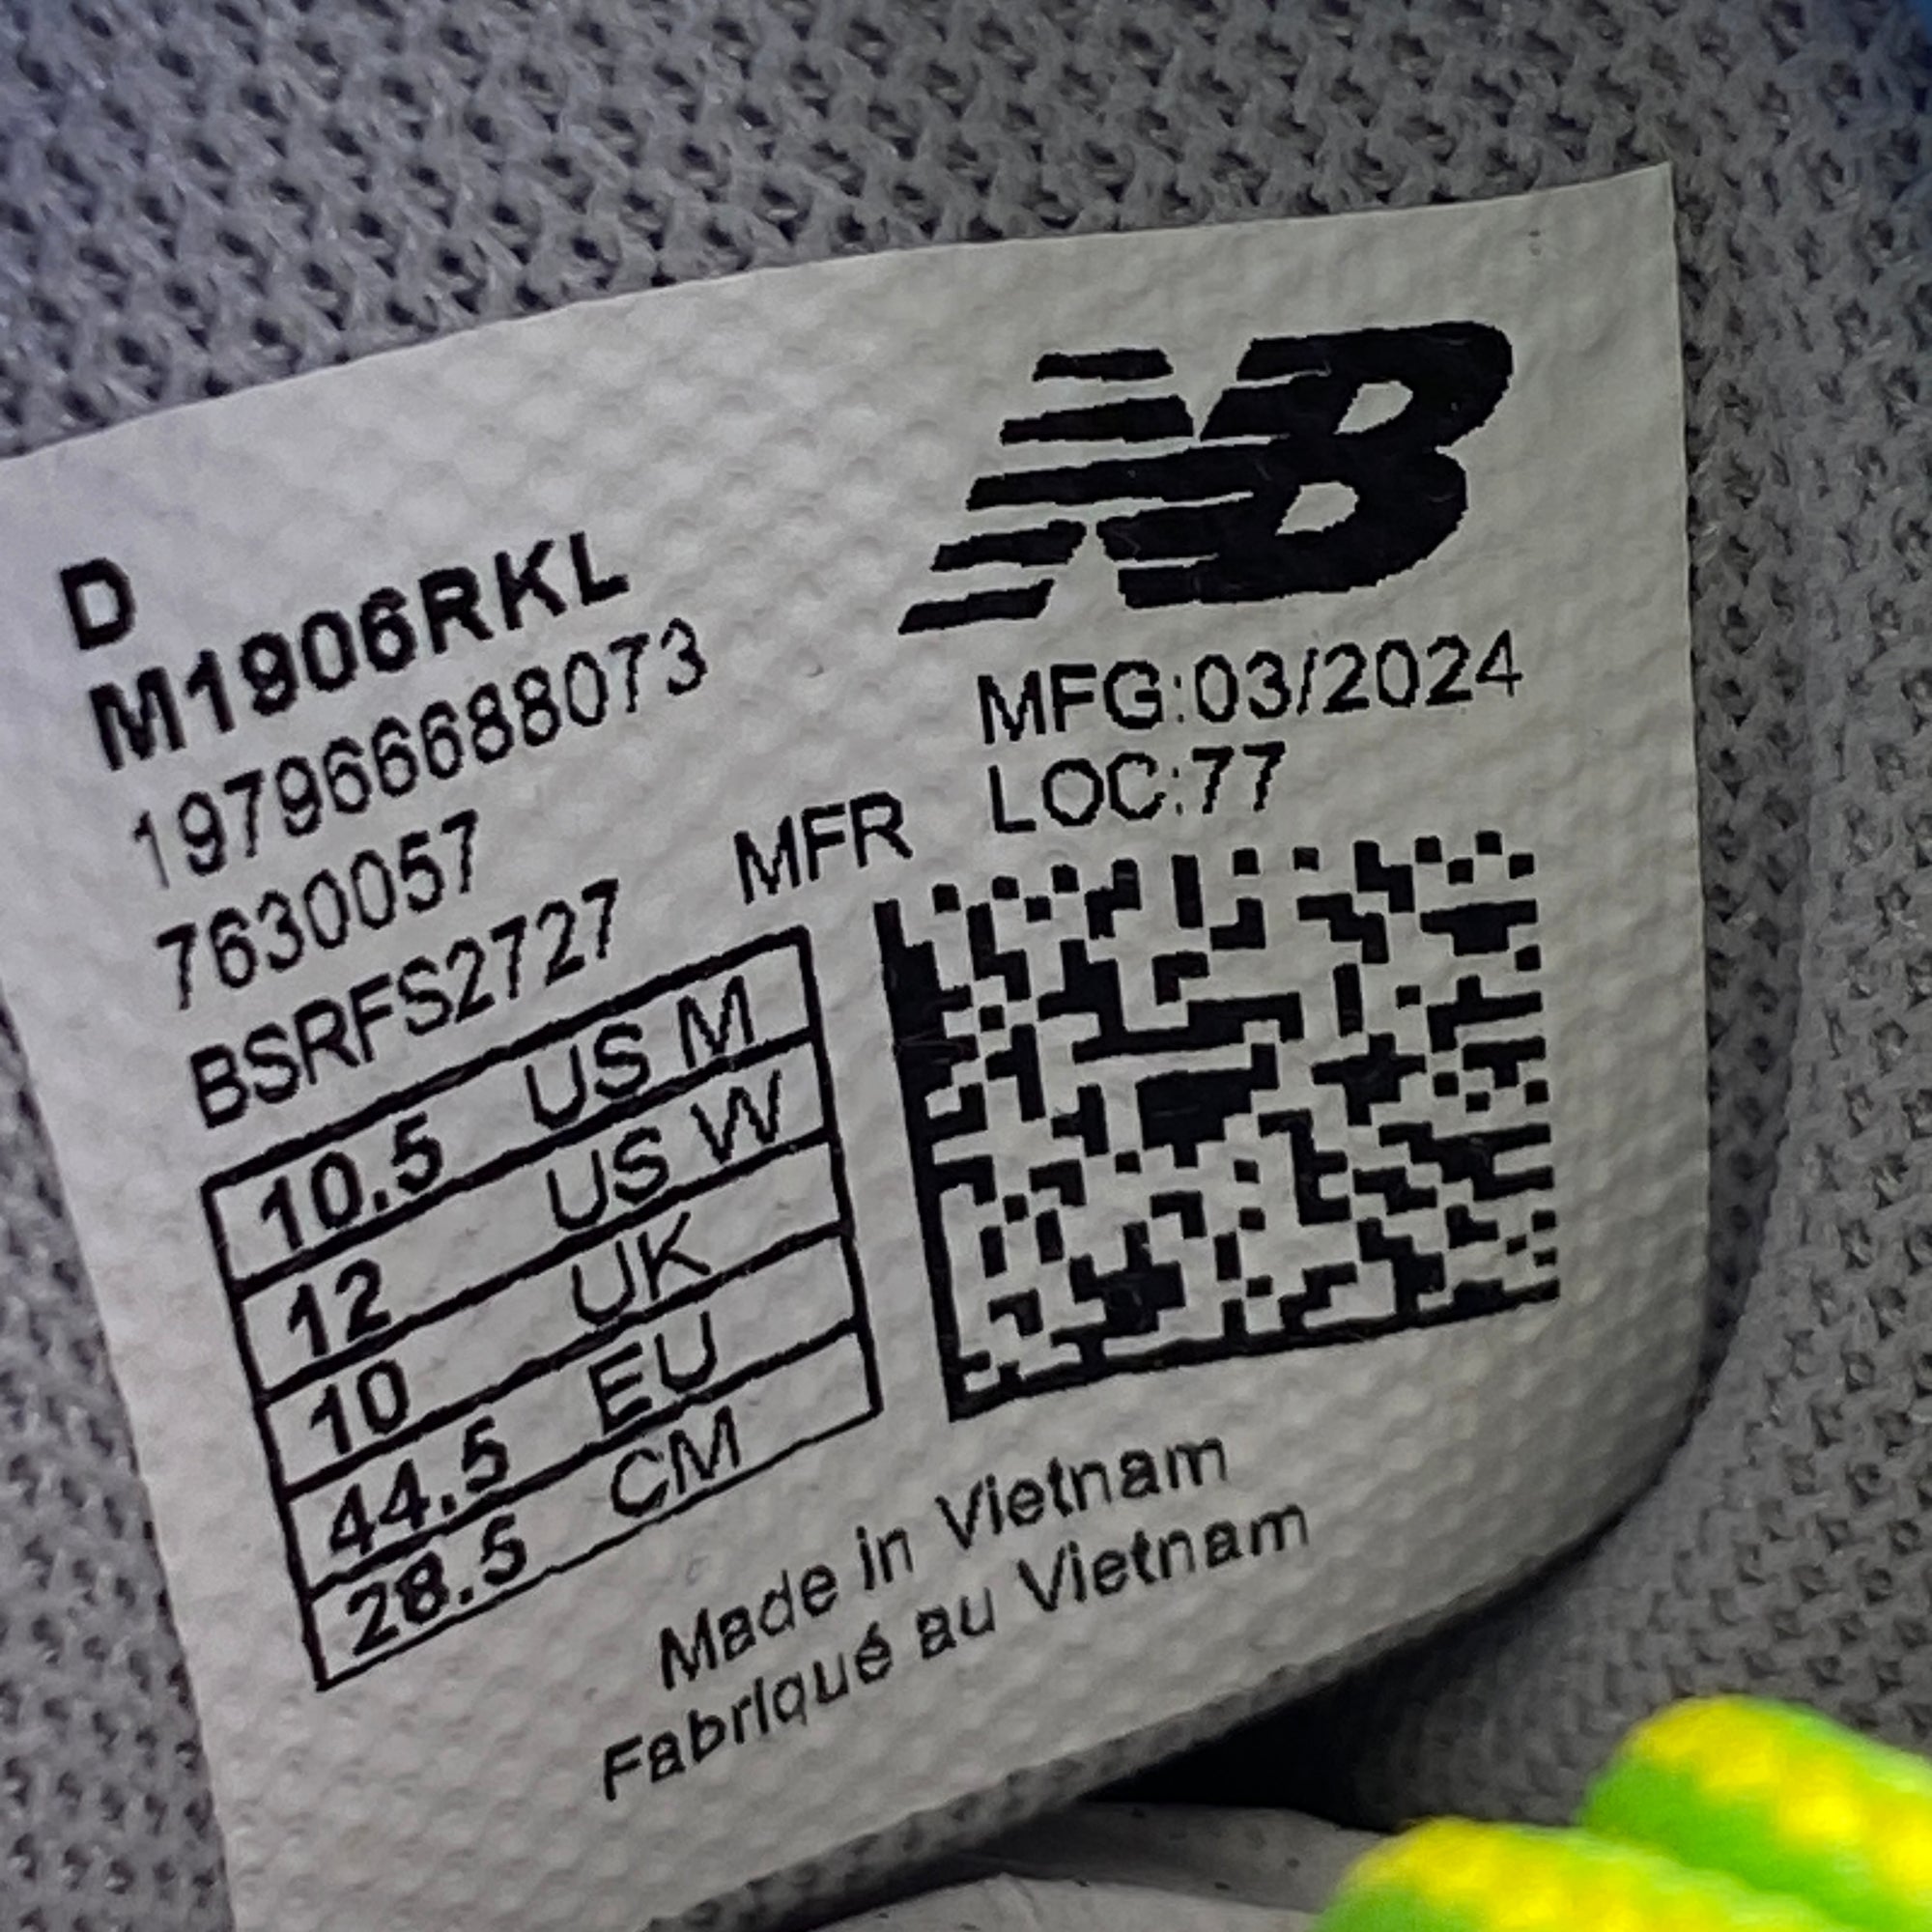 D
M1906RKL
197966688073
7630057
BSRFS2727
MFR
10.5 US M
12 US W
10 UK
44.5 EU
28.5 CM
NB
MFG:03/2024
LOC:77
Made in Vietnam
Fabriqué au Vietnam